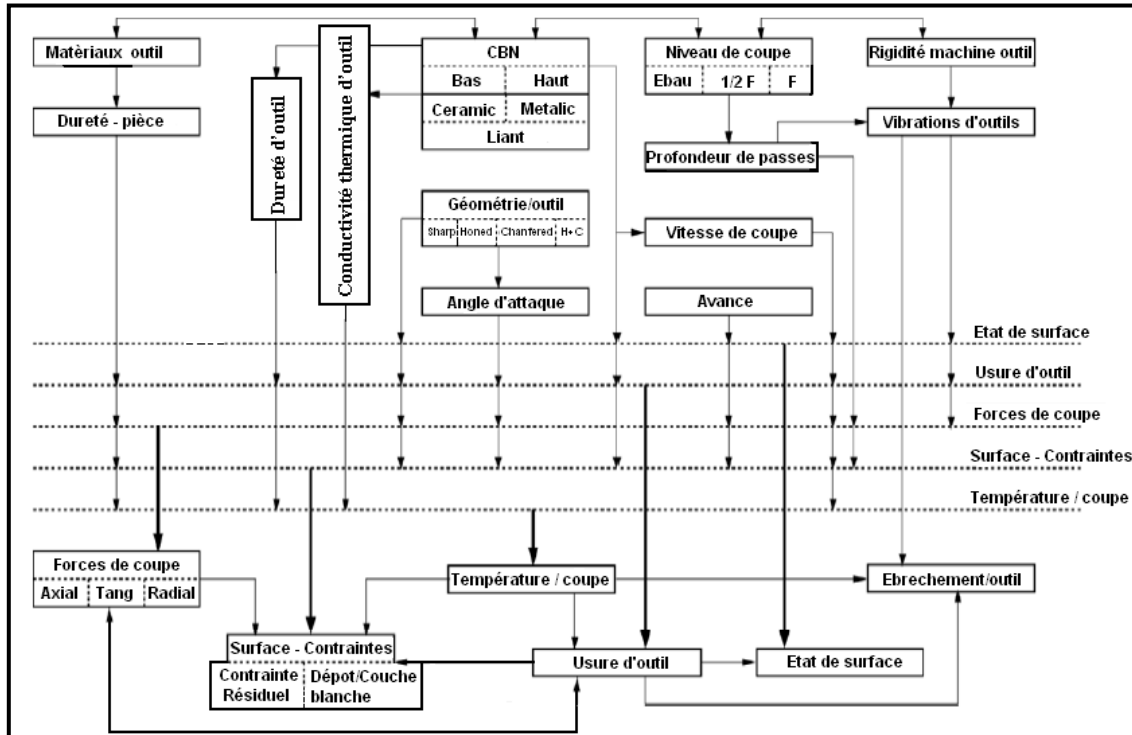 Matèriaux outil
CBN
Niveau de coupe
Rigidité machine outil
Bas
Haut
Ebau
1/2 F
F
Ceramic
Metalic
Liant
Dureté - pièce
Dureté d'outil
Conductivité thermique d'outil
Vibrations d'outils
Profondeur de passes
Géométrie/outil
Sharp
Honed
Chanfered
H+C
Vitesse de coupe
Angle d'attaque
Avance
Etat de surface
Usure d'outil
Forces de coupe
Surface - Contraintes
Température / coupe
Forces de coupe
Axial
Tang
Radial
Température / coupe
Ebrechement/outil
Surface - Contraintes
Contrainte
Résiduel
Dépot/Couche
blanche
Usure d'outil
Etat de surface